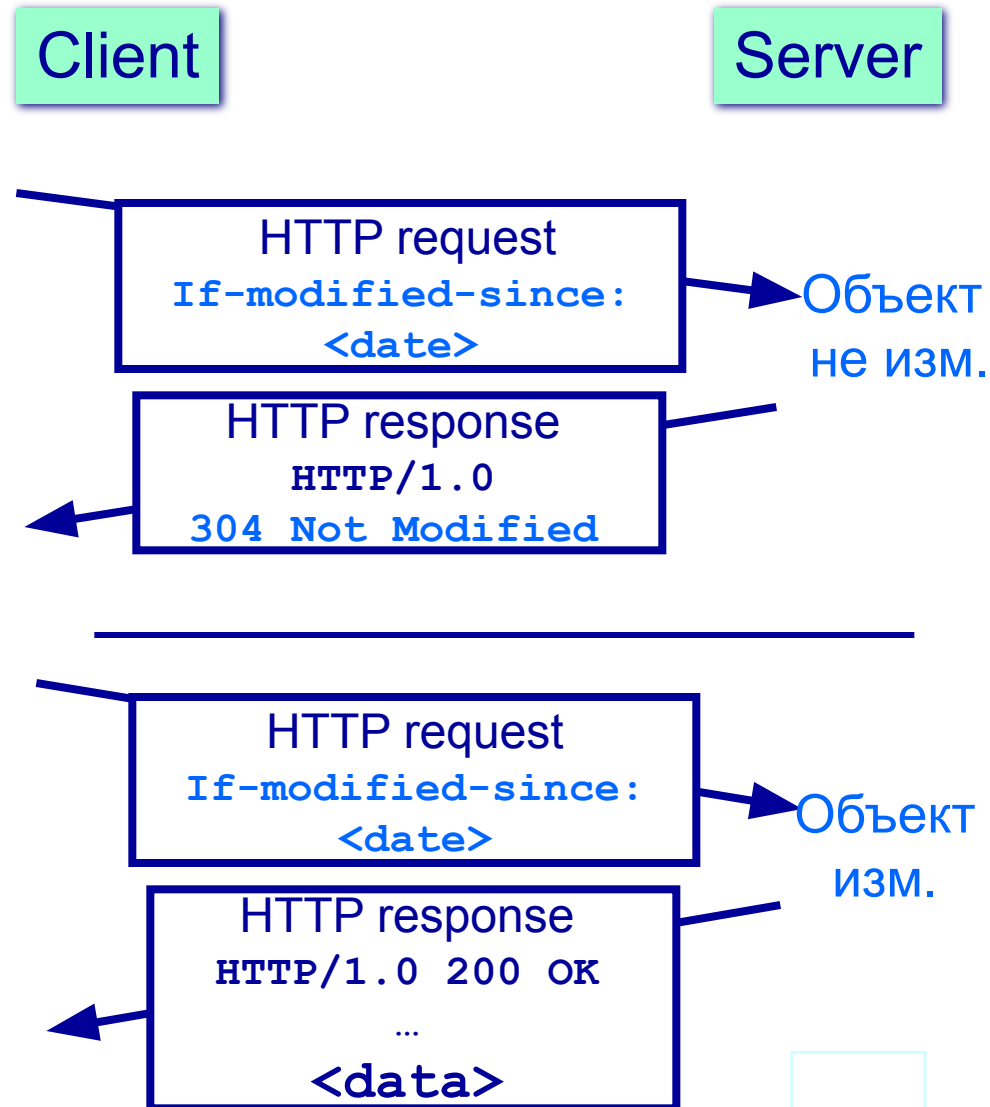 Client
Server
HTTP request
If-modified-since:
<date>
Объект
не изм.
HTTP response
HTTP/1.0
304 Not Modified
HTTP request
If-modified-since:
<date>
Объект
изм.
HTTP response
HTTP/1.0 200 OK
…
<data>